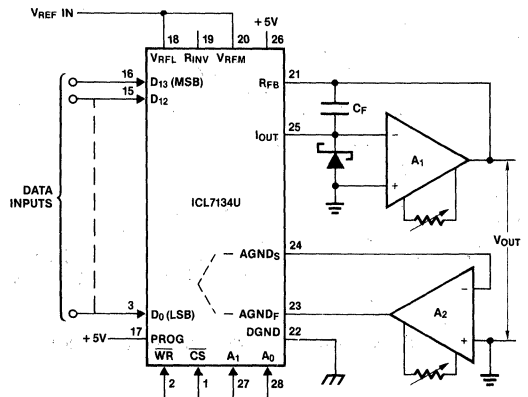 VREF IN
+5V
18 19 20 26
VRFL RINV VRFM
16 D13 (MSB)
15 D12
RFB 21
CF
IOUT 25
A1
DATA
INPUTS
ICL7134U
VOUT
AGNDS 24
A2
3 D0 (LSB)
AGNDF 23
+5V 17 PROG
DGND 22
WR CS A1 A0
2 1 27 28